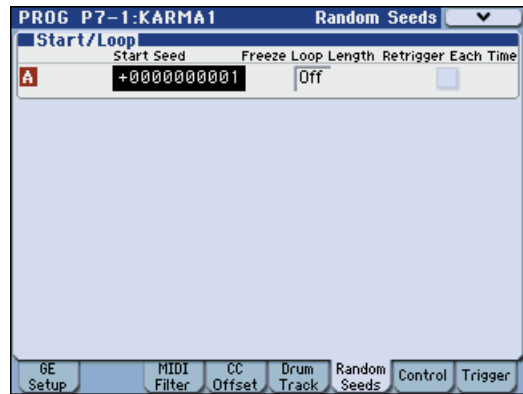 PROG P7-1:KARMA1 Random Seeds
Start/Loop
Start Seed Freeze Loop Length Retrigger Each Time
A +0000000001 Off
GE Setup MIDI Filter CC Offset Drum Track Random Seeds Control Trigger